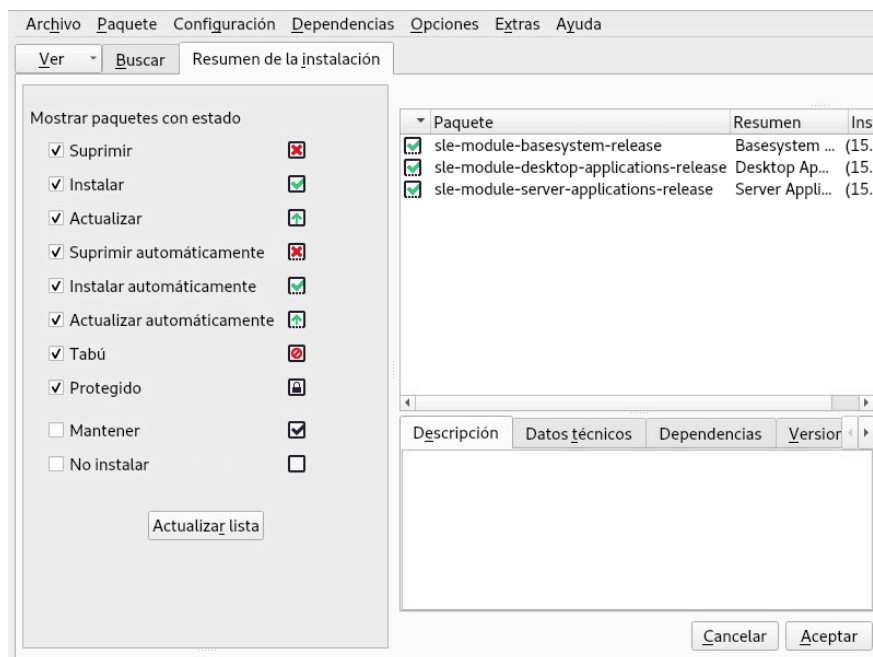 Archivo Paquete Configuración Dependencias Opciones Extras Ayuda
Ver Buscar Resumen de la instalación
Mostrar paquetes con estado
Suprimir
Instalar
Actualizar
Suprimir automáticamente
Instalar automáticamente
Actualizar automáticamente
Tabú
Protegido
Mantener
No instalar
Actualizar lista
Paquete Resumen Ins
sle-module-basesystem-release Basesystem ... (15.
sle-module-desktop-applications-release Desktop Ap... (15.
sle-module-server-applications-release Server Appli... (15.
Descripción Datos técnicos Dependencias Version
Cancelar Aceptar